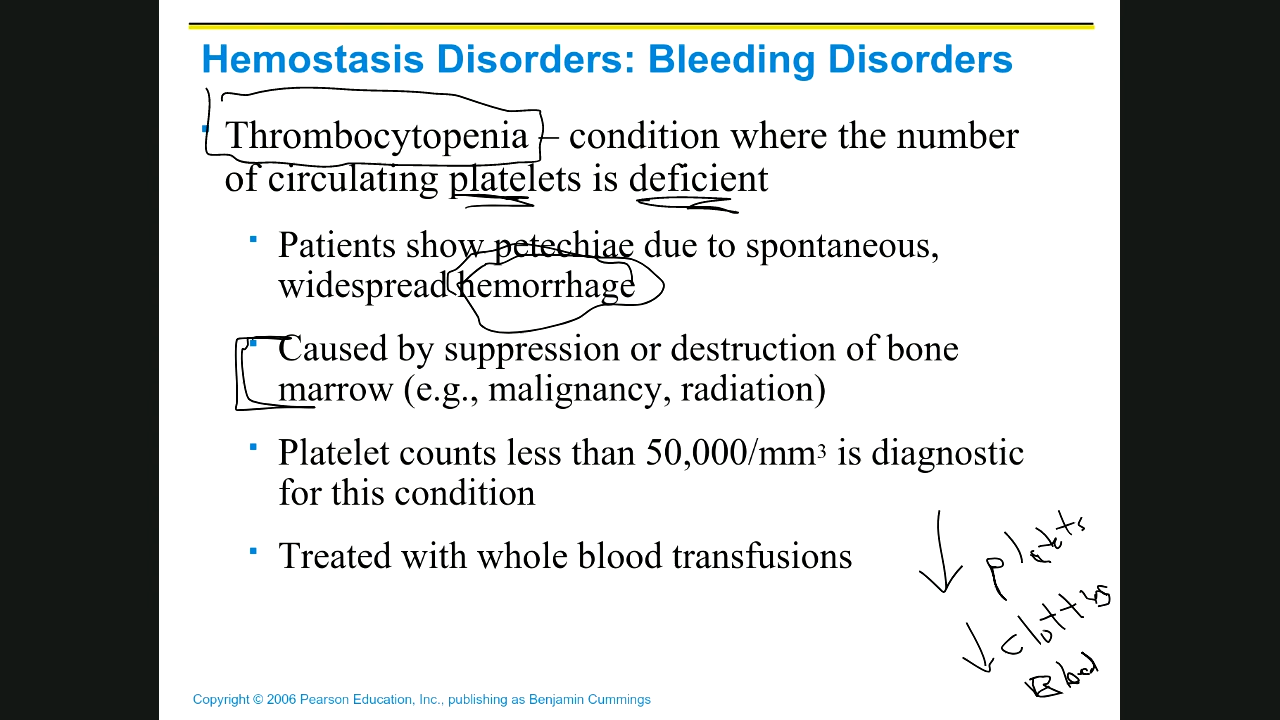 Hemostasis Disorders: Bleeding Disorders
▪ Thrombocytopenia – condition where the number
of circulating platelets is deficient
▪ Patients show petechiae due to spontaneous,
widespread hemorrhage
▪ Caused by suppression or destruction of bone
marrow (e.g., malignancy, radiation)
▪ Platelet counts less than 50,000/mm³ is diagnostic
for this condition
▪ Treated with whole blood transfusions
↓
↓
Copyright © 2006 Pearson Education, Inc., publishing as Benjamin Cummings